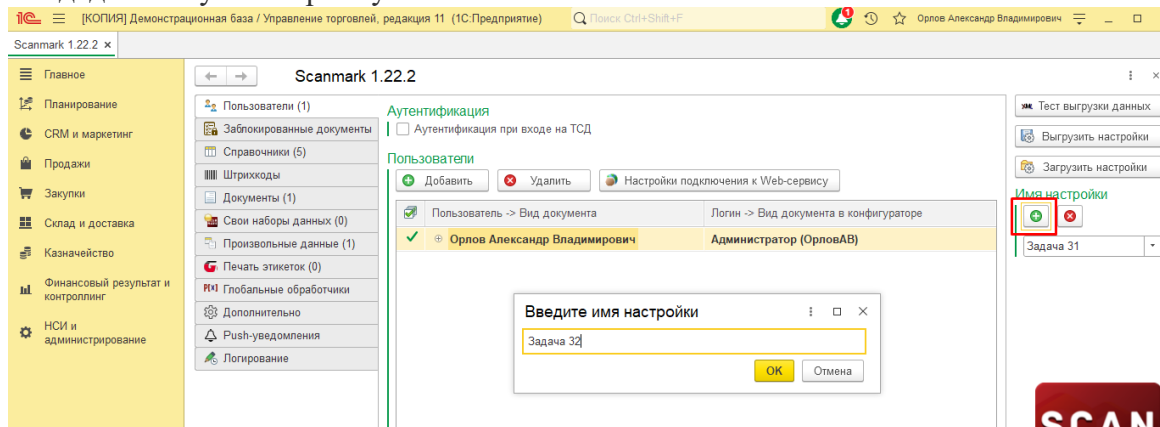 [КОПИЯ] Демонстрационная база / Управление торговлей, редакция 11 (1С:Предприятие)
Поиск Ctrl+Shift+F
9
Орлов Александр Владимирович
Scanmark 1.22.2 ×
Главное
Планирование
CRM и маркетинг
Продажи
Закупки
Склад и доставка
Казначейство
Финансовый результат и
контроллинг
НСИ и
администрирование
Scanmark 1.22.2
Пользователи (1)
Заблокированные документы
Справочники (5)
Штрихкоды
Документы (1)
Свои наборы данных (0)
Произвольные данные (1)
Печать этикеток (0)
Глобальные обработчики
Дополнительно
Push-уведомления
Логирование
Аутентификация
Аутентификация при входе на ТСД
Пользователи
Добавить
Удалить
Настройки подключения к Web-сервису
Пользователь -> Вид документа
Логин -> Вид документа в конфигураторе
Орлов Александр Владимирович
Администратор (ОрловАВ)
Введите имя настройки
Задача 32
ОК
Отмена
Тест выгрузки данных
Выгрузить настройки
Загрузить настройки
Имя настройки
Задача 31
SCAN